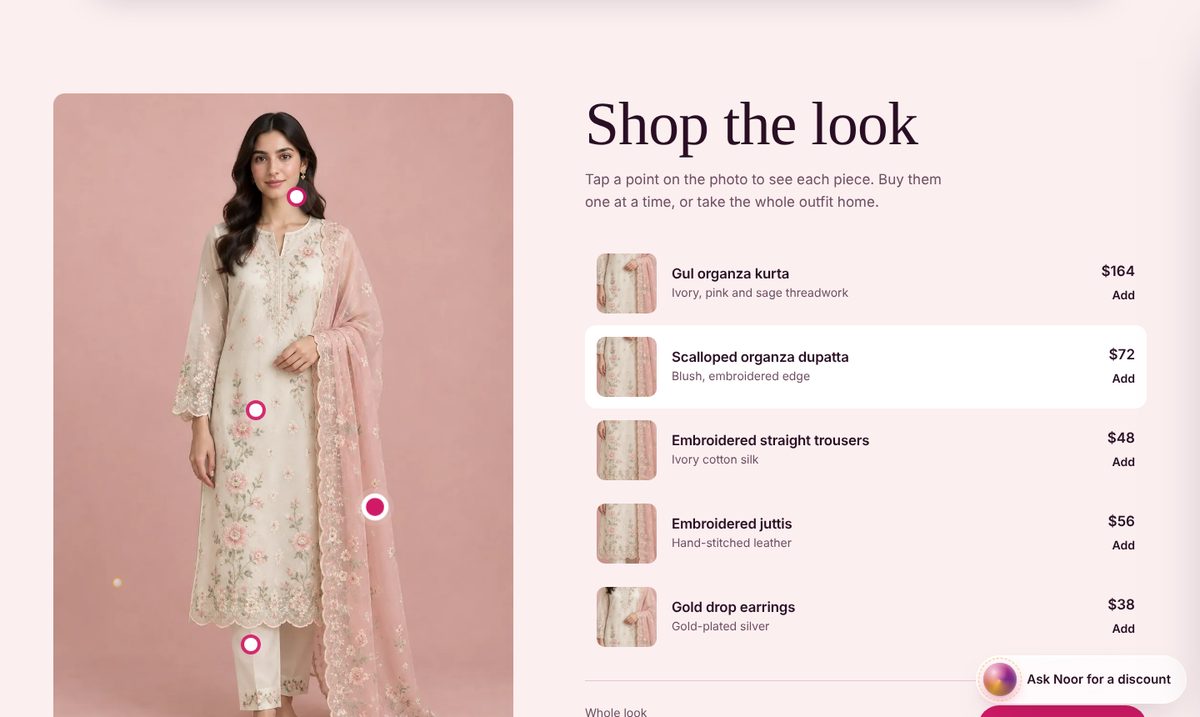 Shop the look
Tap a point on the photo to see each piece. Buy them
one at a time, or take the whole outfit home.
Gul organza kurta
Ivory, pink and sage threadwork
$164
Add
Scalloped organza dupatta
Blush, embroidered edge
$72
Add
Embroidered straight trousers
Ivory cotton silk
$48
Add
Embroidered juttis
Hand-stitched leather
$56
Add
Gold drop earrings
Gold-plated silver
$38
Add
Ask Noor for a discount
Whole look